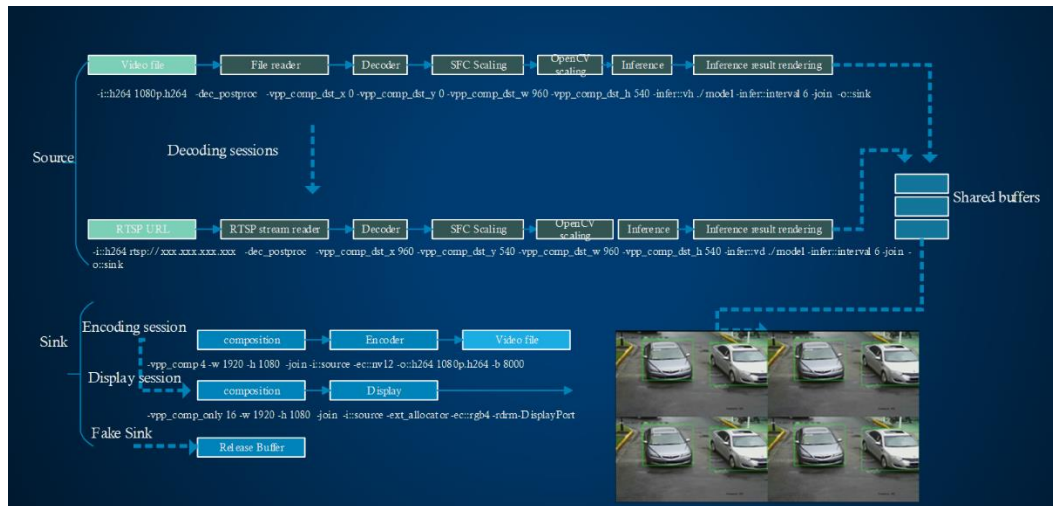 Video file
File reader
Decoder
SFC Scaling
OpenCV
scaling
Inference
Inference result rendering
-i::h264 1080p.h264 -dec_postproc -vpp_comp_dst_x 0 -vpp_comp_dst_y 0 -vpp_comp_dst_w 960 -vpp_comp_dst_h 540 -infer::vh ./model -infer::interval 6 -join -o::sink
Source
Decoding sessions
Shared buffers
RTSP URL
RTSP stream reader
Decoder
SFC Scaling
OpenCV
scaling
Inference
Inference result rendering
-i::h264 rtsp://xxx.xxx.xxx.xxx -dec_postproc -vpp_comp_dst_x 960 -vpp_comp_dst_y 540 -vpp_comp_dst_w 960 -vpp_comp_dst_h 540 -infer::vd ./model -infer::interval 6 -join -
o::sink
Sink
Encoding session
composition
Encoder
Video file
-vpp_comp 4 -w 1920 -h 1080 -join -i::source -ec::nv12 -o::h264 1080p.h264 -b 8000
Display session
composition
Display
-vpp_comp_only 16 -w 1920 -h 1080 -join -i::source -ext_allocator -ec::rgb4 -rdrm-DisplayPort
Fake Sink
Release Buffer